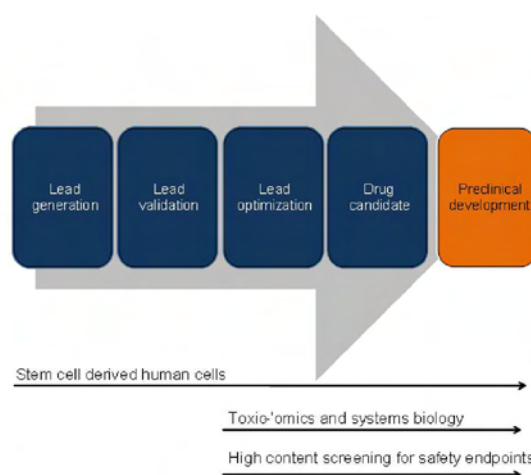 Lead
generation
Lead
validation
Lead
optimization
Drug
candidate
Preclinical
development
Stem cell derived human cells
Toxio-'omics and systems biology
High content screening for safety endpoints